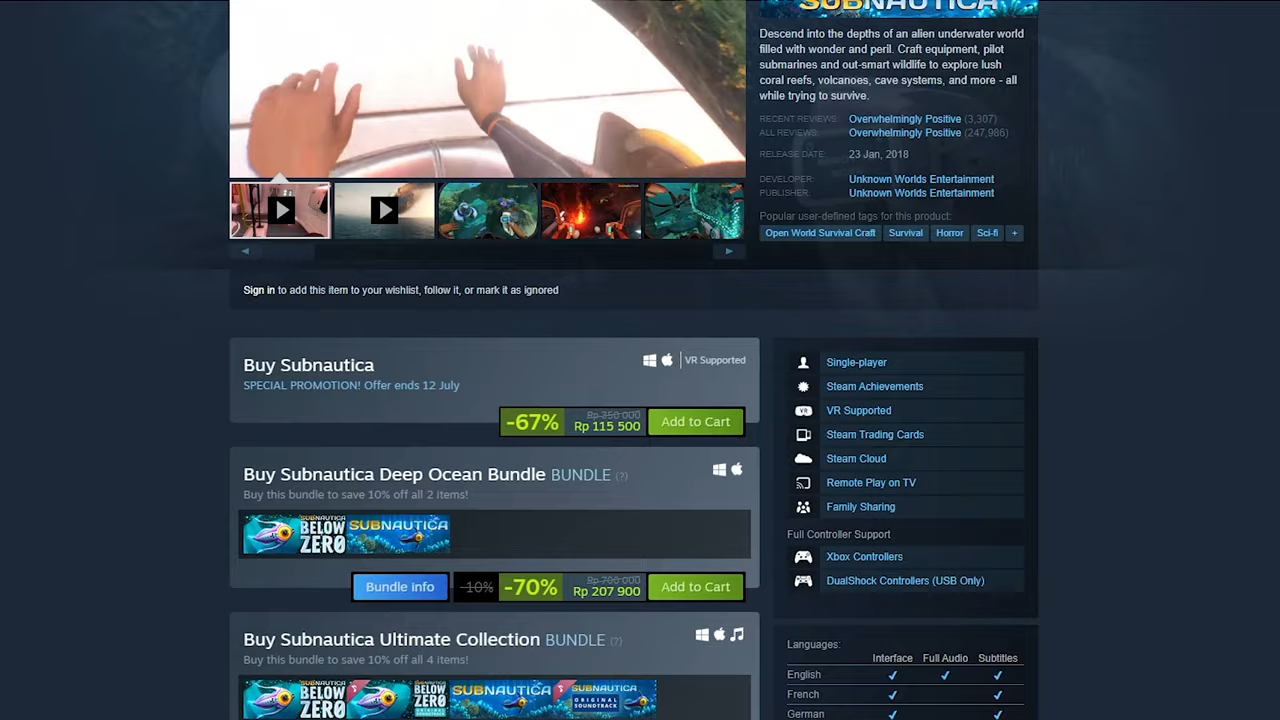 SUBNAUTICA
Descend into the depths of an alien underwater world
filled with wonder and peril. Craft equipment, pilot
submarines and out-smart wildlife to explore lush
coral reefs, volcanoes, cave systems, and more - all
while trying to survive.
RECENT REVIEWS: Overwhelmingly Positive (3,307)
ALL REVIEWS: Overwhelmingly Positive (247,986)
RELEASE DATE: 23 Jan, 2018
DEVELOPER: Unknown Worlds Entertainment
PUBLISHER: Unknown Worlds Entertainment
Popular user-defined tags for this product:
Open World Survival Craft Survival Horror Sci-fi +
Sign in to add this item to your wishlist, follow it, or mark it as ignored
Buy Subnautica
VR Supported
SPECIAL PROMOTION! Offer ends 12 July
-67% Rp 350 000 Rp 115 500 Add to Cart
Buy Subnautica Deep Ocean Bundle BUNDLE (?)
Buy this bundle to save 10% off all 2 items!
SUBNAUTICA BELOW ZERO SUBNAUTICA
Bundle info -10% -70% Rp 700 000 Rp 207 900 Add to Cart
Buy Subnautica Ultimate Collection BUNDLE (?)
Buy this bundle to save 10% off all 4 items!
SUBNAUTICA BELOW ZERO BELOW ZERO SUBNAUTICA SUBNAUTICA ORIGINAL SOUNDTRACK
Single-player
Steam Achievements
VR VR Supported
Steam Trading Cards
Steam Cloud
Remote Play on TV
Family Sharing
Full Controller Support
Xbox Controllers
DualShock Controllers (USB Only)
Languages:
Interface Full Audio Subtitles
English ✔ ✔ ✔
French ✔ ✔
German ✔ ✔